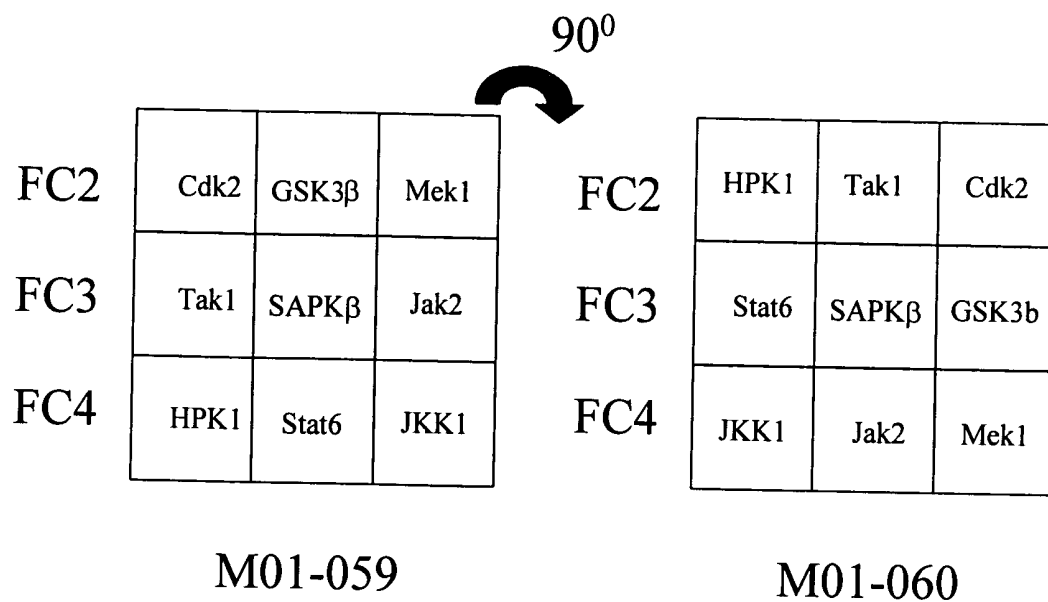 90⁰
FC2 Cdk2 GSK3β Mek1
FC3 Tak1 SAPKβ Jak2
FC4 HPK1 Stat6 JKK1
M01-059
FC2 HPK1 Tak1 Cdk2
FC3 Stat6 SAPKβ GSK3b
FC4 JKK1 Jak2 Mek1
M01-060